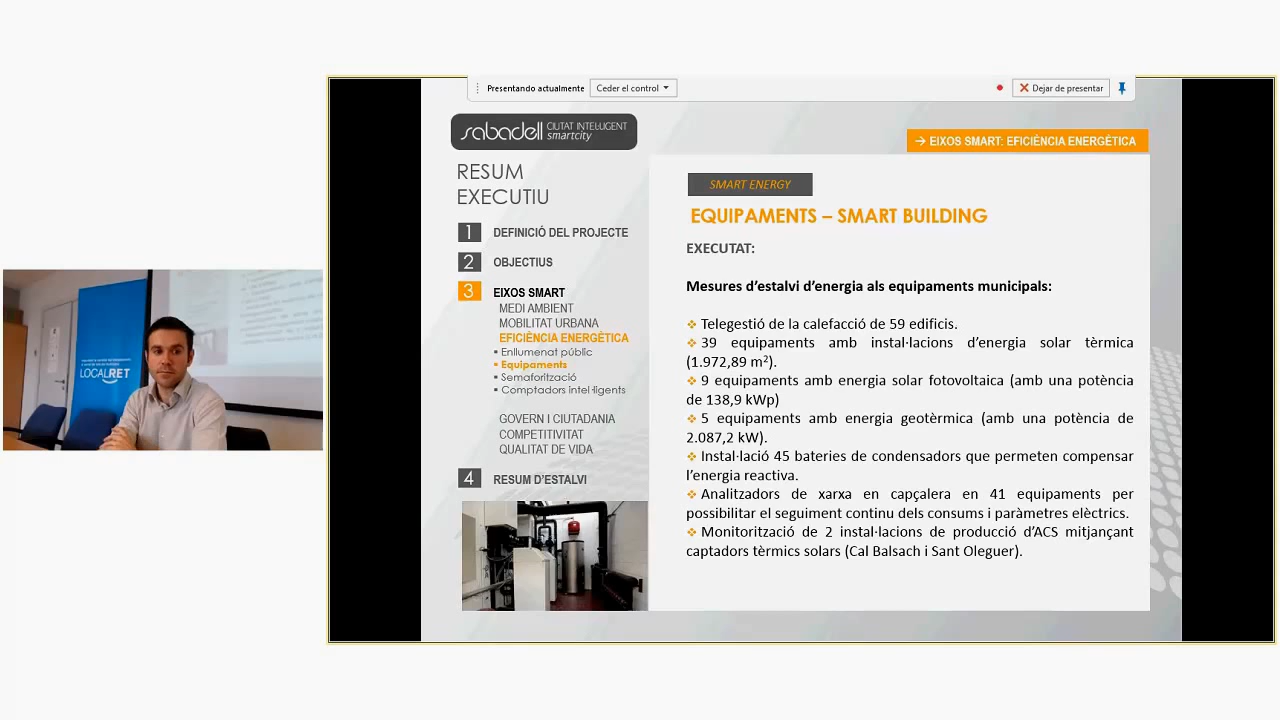 Presentando actualmente
Ceder el control
Dejar de presentar
sabadell CIUTAT INTEL·LIGENT
smartcity
→ EIXOS SMART: EFICIÈNCIA ENERGÈTICA
RESUM
EXECUTIU
1 DEFINICIÓ DEL PROJECTE
2 OBJECTIUS
3 EIXOS SMART
MEDI AMBIENT
MOBILITAT URBANA
EFICIÈNCIA ENERGÈTICA
▪ Enllumenat públic
▪ Equipaments
▪ Semaforització
▪ Comptadors intel·ligents
GOVERN I CIUTADANIA
COMPETITIVITAT
QUALITAT DE VIDA
4 RESUM D'ESTALVI
SMART ENERGY
EQUIPAMENTS – SMART BUILDING
EXECUTAT:
Mesures d'estalvi d'energia als equipaments municipals:
❖ Telegestió de la calefacció de 59 edificis.
❖ 39 equipaments amb instal·lacions d'energia solar tèrmica
(1.972,89 m²).
❖ 9 equipaments amb energia solar fotovoltaica (amb una potència
de 138,9 kWp)
❖ 5 equipaments amb energia geotèrmica (amb una potència de
2.087,2 kW).
❖ Instal·lació 45 bateries de condensadors que permeten compensar
l'energia reactiva.
❖ Analitzadors de xarxa en capçalera en 41 equipaments per
possibilitar el seguiment continu dels consums i paràmetres elèctrics.
❖ Monitorització de 2 instal·lacions de producció d'ACS mitjançant
captadors tèrmics solars (Cal Balsach i Sant Oleguer).
LOCALRET